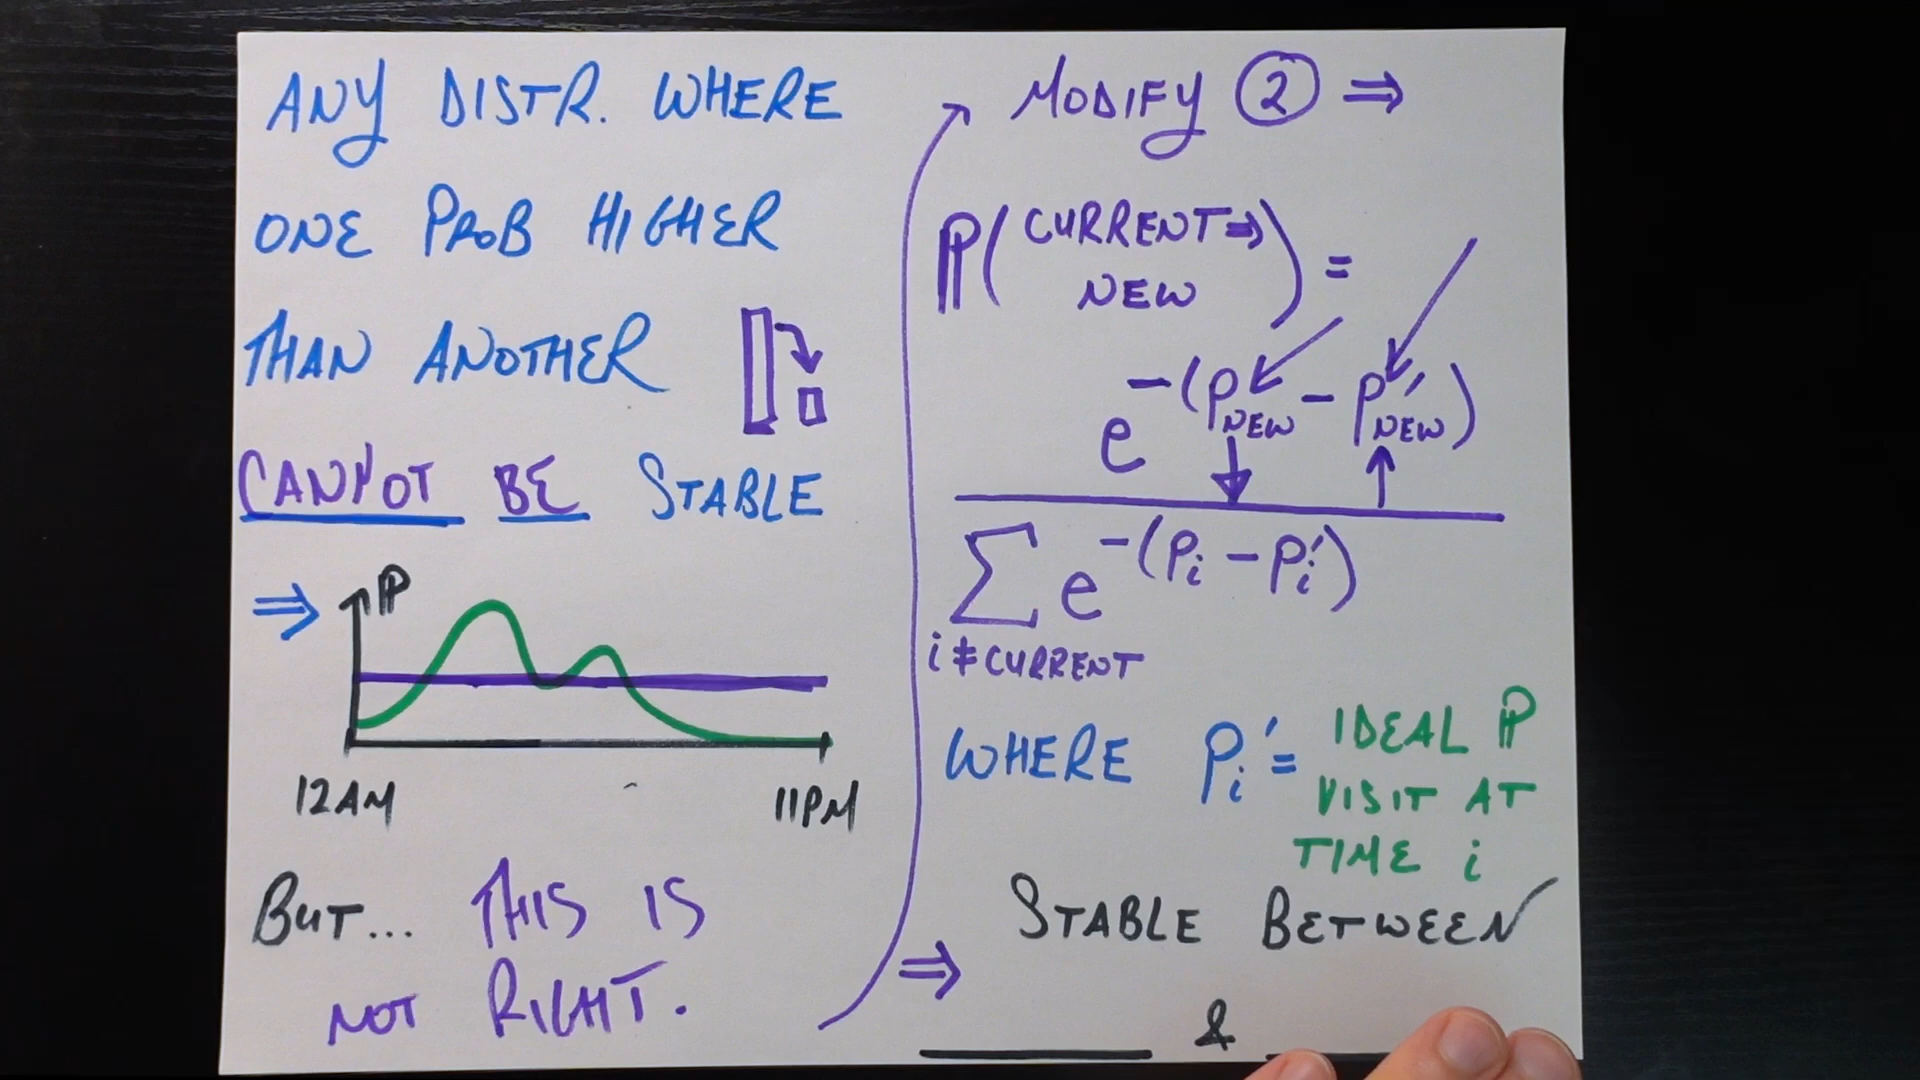 ANY DISTR. WHERE
ONE PROB HIGHER
THAN ANOTHER
CANNOT BE STABLE
⇒
ℙ
12AM 11PM
BUT... THIS IS
NOT RIGHT.
MODIFY ② ⇒
ℙ(CURRENT ⇒
NEW) =
e^-(P_NEW - P'_NEW)
∑ e^-(P_i - P'_i)
i ≠ CURRENT
WHERE P_i' = IDEAL ℙ
VISIT AT
TIME i
⇒ STABLE BETWEEN
&